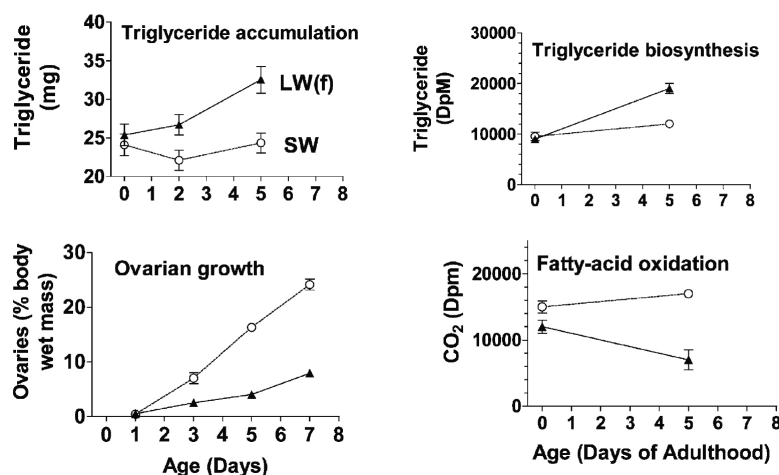 Triglyceride accumulation
Triglyceride
(mg)
40
35
30
25
20
LW(f)
SW
0 1 2 3 4 5 6 7 8
Triglyceride biosynthesis
Triglyceride
(DpM)
30000
20000
10000
0
0 1 2 3 4 5 6 7 8
Ovarian growth
Ovaries (% body
wet mass)
30
20
10
0
0 1 2 3 4 5 6 7 8
Age (Days)
Fatty-acid oxidation
CO₂ (Dpm)
20000
10000
0
0 1 2 3 4 5 6 7 8
Age (Days of Adulthood)